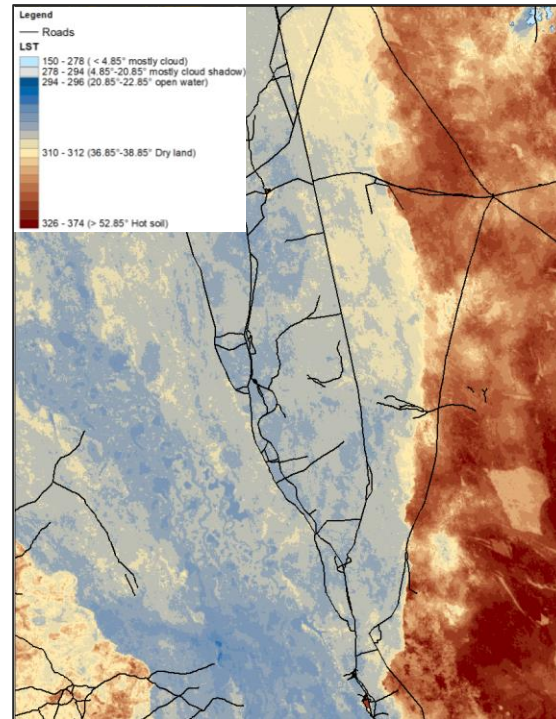 Legend
Roads
LST
150 - 278 ( < 4.85° mostly cloud)
278 - 294 (4.85°-20.85° mostly cloud shadow)
294 - 296 (20.85°-22.85° open water)
310 - 312 (36.85°-38.85° Dry land)
326 - 374 (> 52.85° Hot soil)